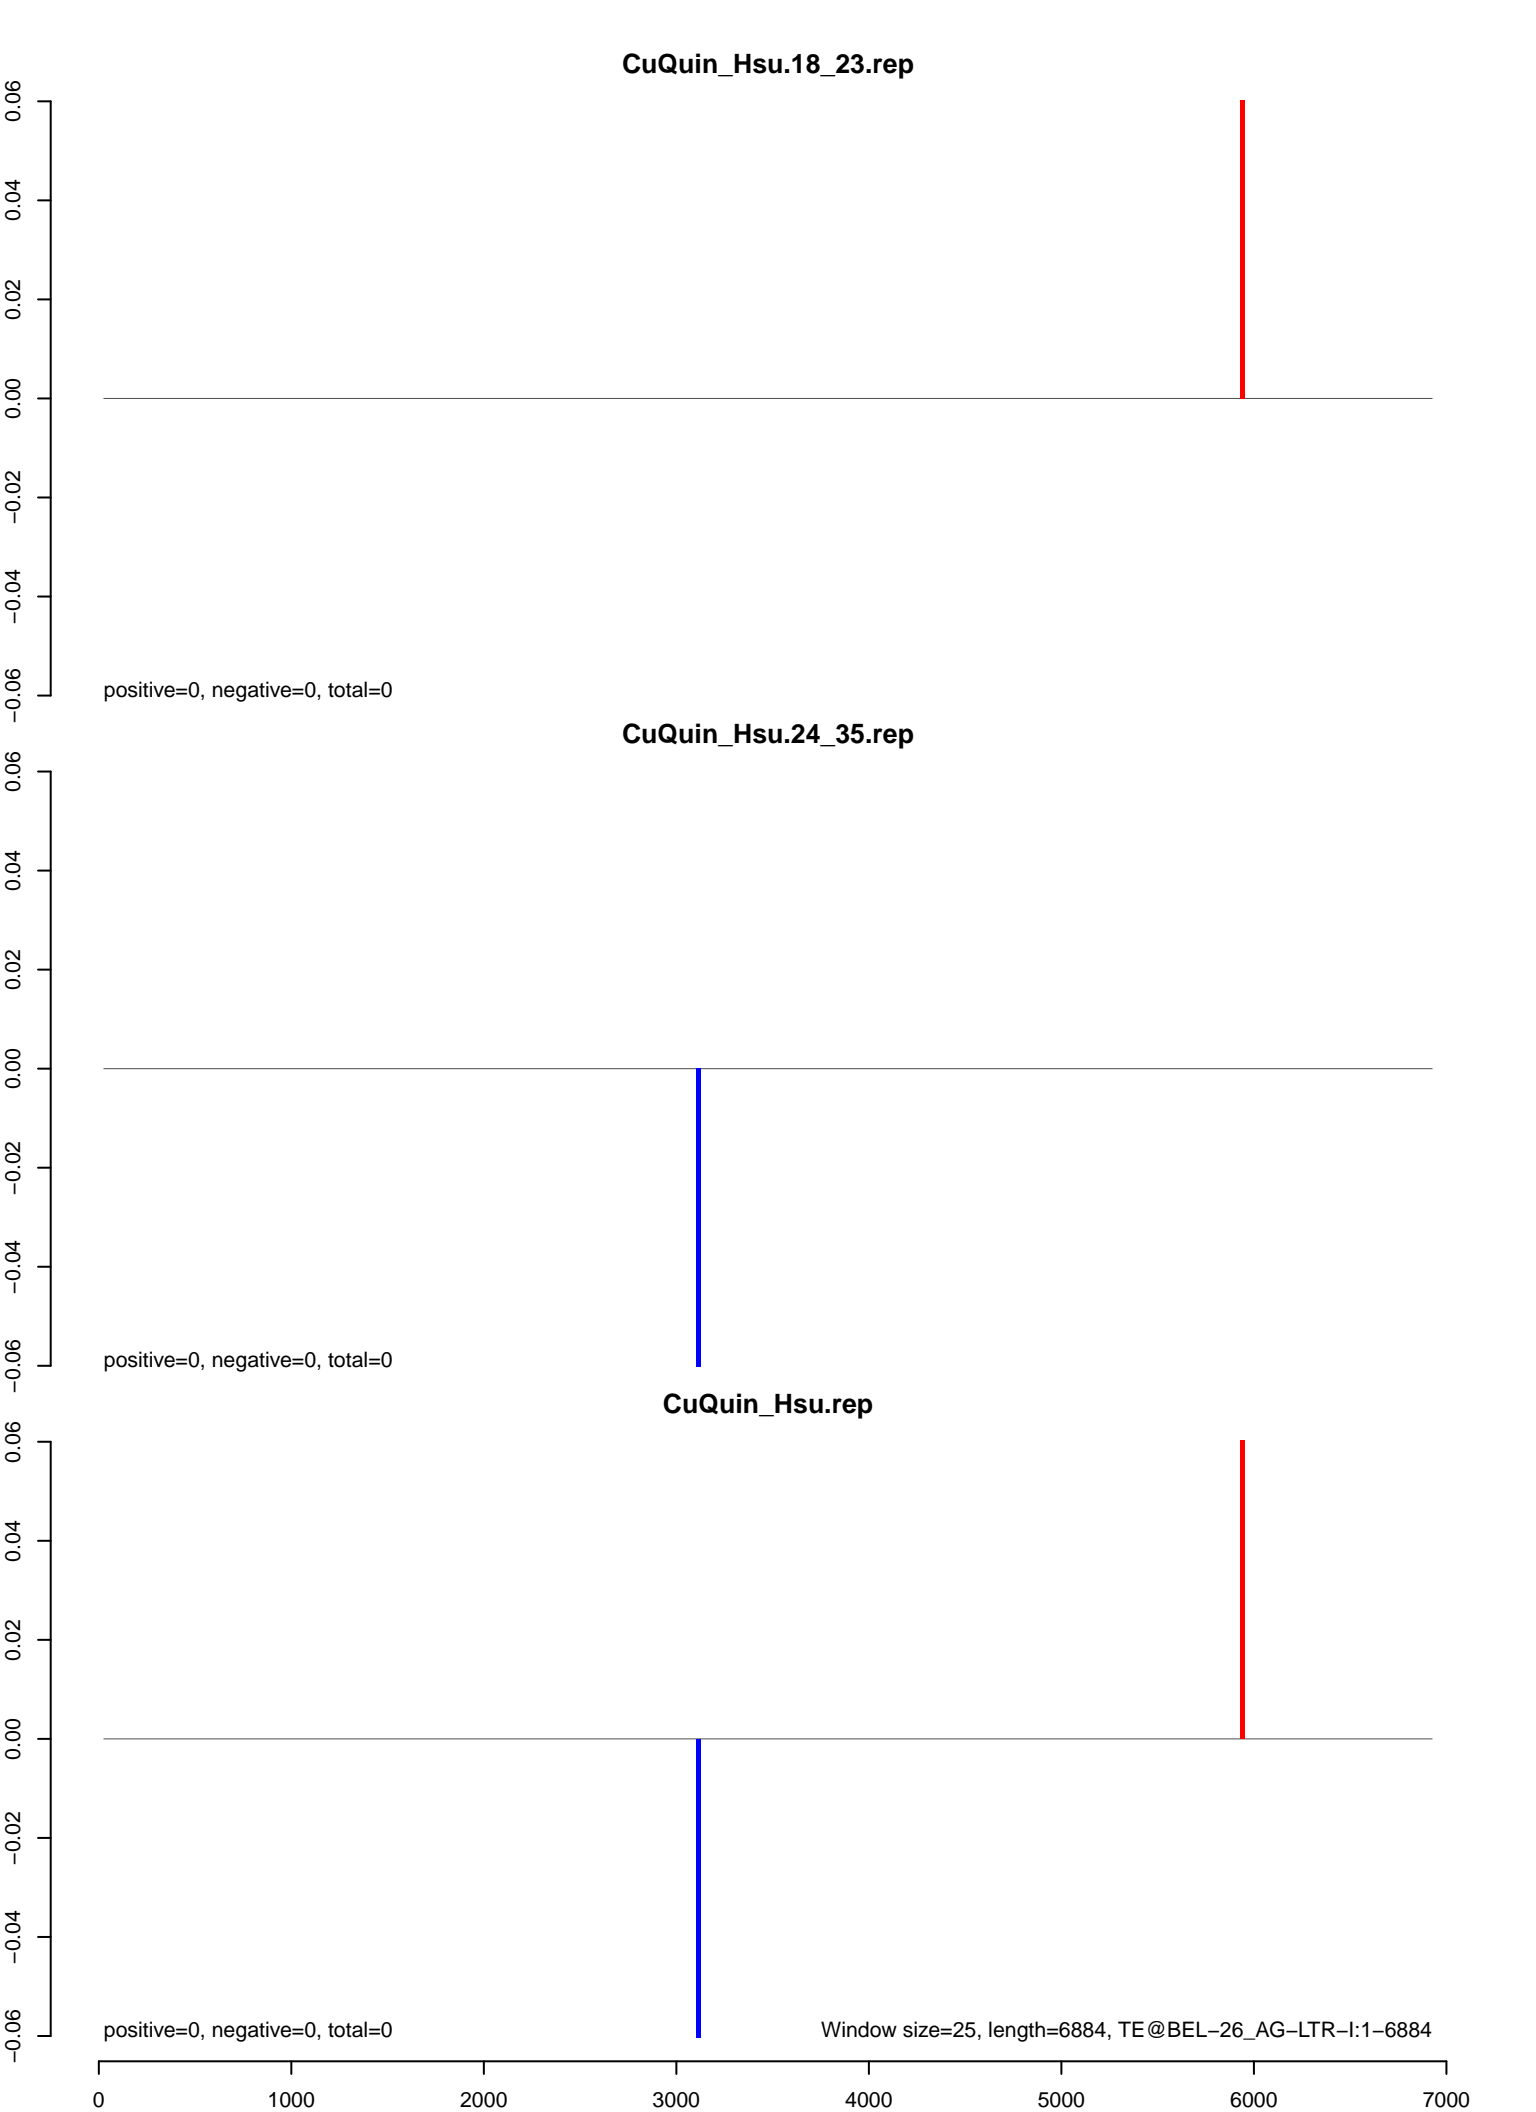 CuQuin_Hsu.18_23.rep
0.06
0.04
0.02
0.00
−0.02
−0.04
−0.06
positive=0, negative=0, total=0
CuQuin_Hsu.24_35.rep
0.06
0.04
0.02
0.00
−0.02
−0.04
−0.06
positive=0, negative=0, total=0
CuQuin_Hsu.rep
0.06
0.04
0.02
0.00
−0.02
−0.04
−0.06
positive=0, negative=0, total=0
Window size=25, length=6884, TE@BEL−26_AG−LTR−I:1−6884
0 1000 2000 3000 4000 5000 6000 7000